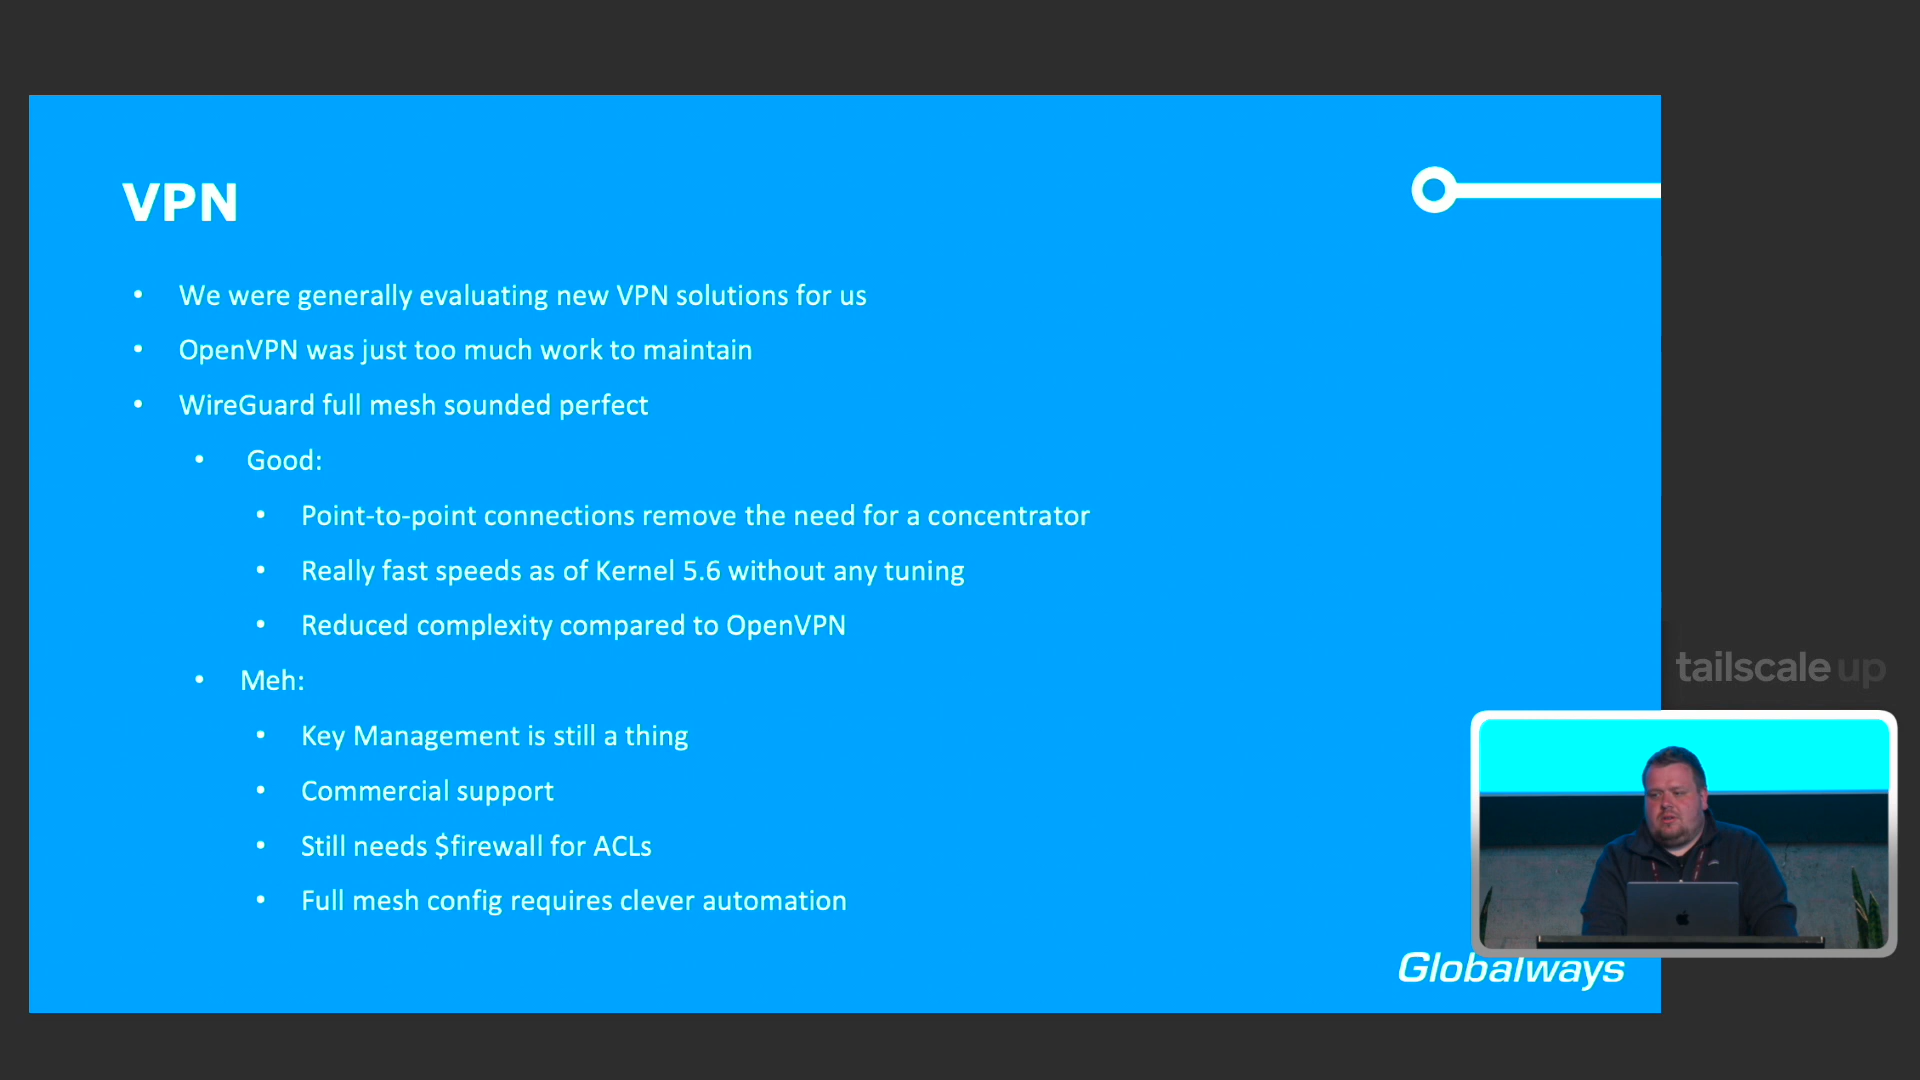 VPN
We were generally evaluating new VPN solutions for us
OpenVPN was just too much work to maintain
WireGuard full mesh sounded perfect
Good:
Point-to-point connections remove the need for a concentrator
Really fast speeds as of Kernel 5.6 without any tuning
Reduced complexity compared to OpenVPN
Meh:
Key Management is still a thing
Commercial support
Still needs $firewall for ACLs
Full mesh config requires clever automation
tailscale up
Globalways